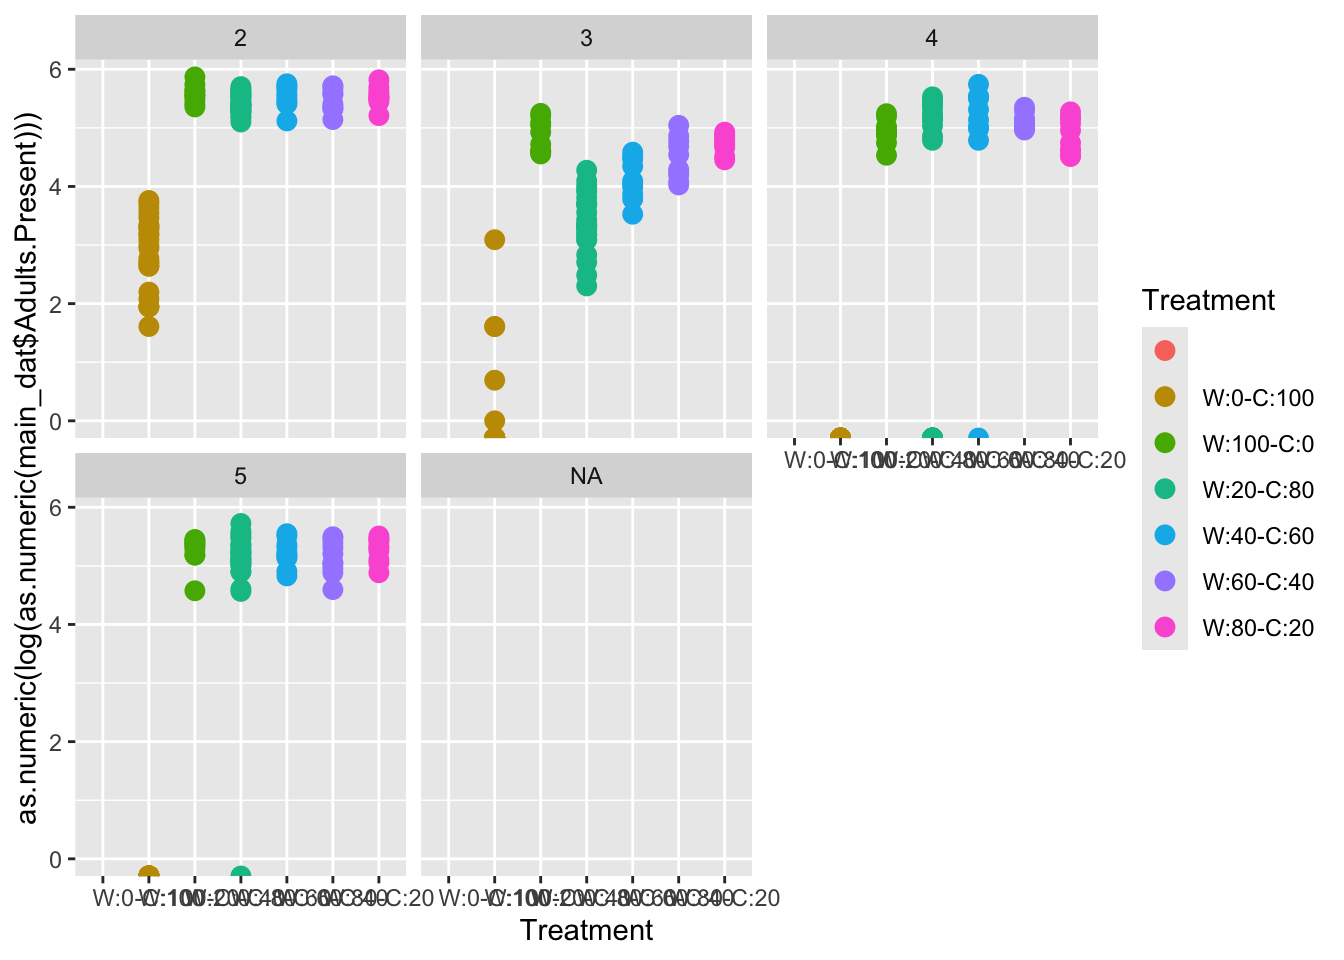 2
3
4
6
4
2
0
as.numeric(log(as.numeric(main_dat$Adults.Present)))
5
NA
6
4
2
0
Treatment
Treatment
W:0-C:100
W:100-C:0
W:20-C:80
W:40-C:60
W:60-C:40
W:80-C:20